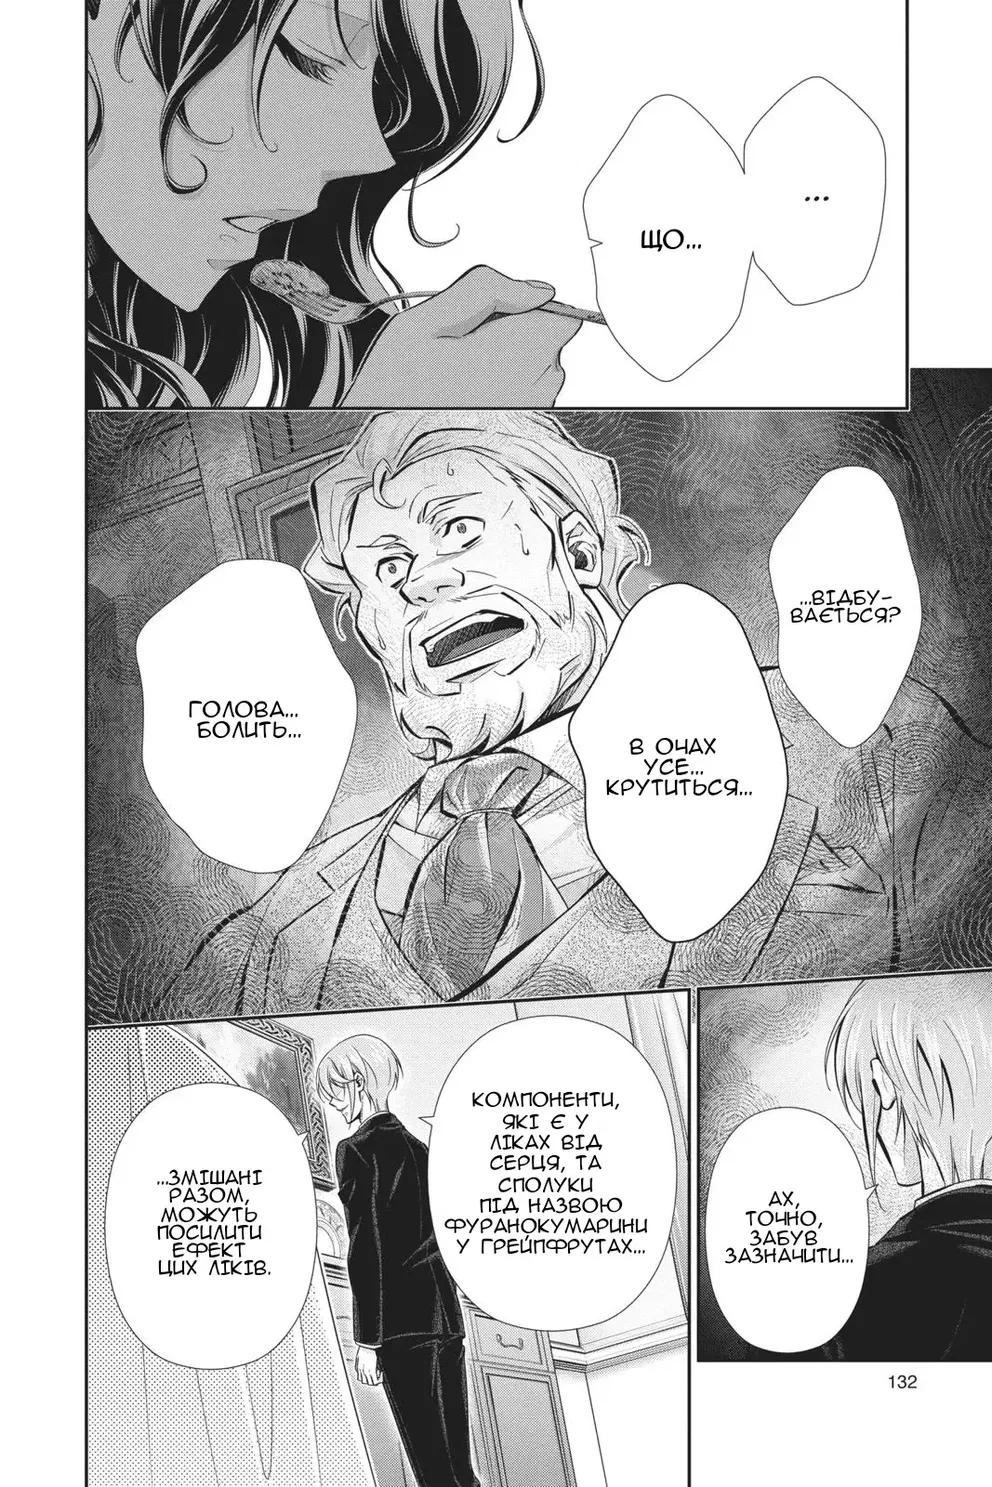 ...
ЩО...
...ВІДБУ-
ВАЄТЬСЯ?
В ОЧАХ
УСЕ...
КРУТИТЬСЯ...
ГОЛОВА...
БОЛИТЬ...
АХ,
ТОЧНО,
ЗАБУВ
ЗАЗНАЧИТИ...
КОМПОНЕНТИ,
ЯКІ Є У
ЛІКАХ ВІД
СЕРЦЯ, ТА
СПОЛУКИ
ПІД НАЗВОЮ
ФУРАНОКУМАРИНИ
У ГРЕЙПФРУТАХ...
...ЗМІШАНІ
РАЗОМ,
МОЖУТЬ
ПОСИЛИТИ
ЕФЕКТ
ЦИХ ЛІКІВ.
132